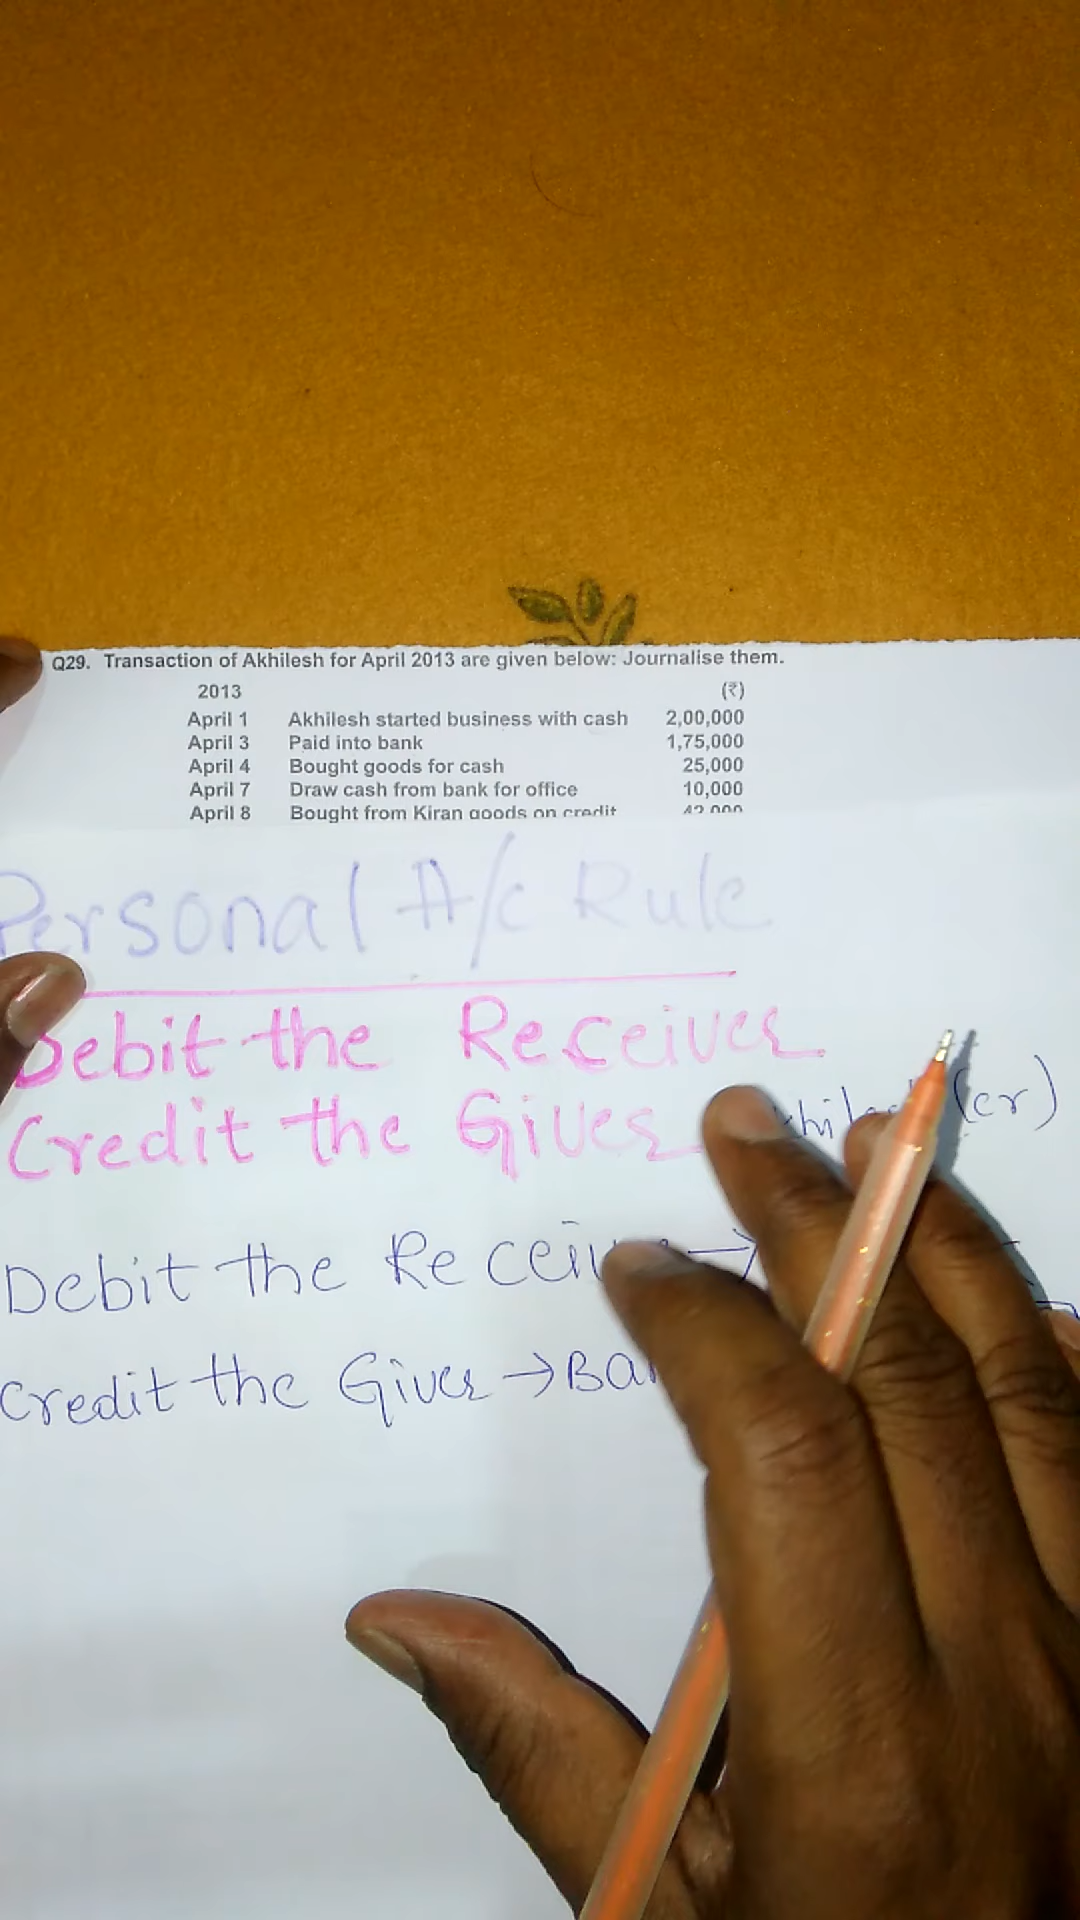 Q29. Transaction of Akhilesh for April 2013 are given below: Journalise them.
2013 (₹)
April 1 Akhilesh started business with cash 2,00,000
April 3 Paid into bank 1,75,000
April 4 Bought goods for cash 25,000
April 7 Draw cash from bank for office 10,000
April 8 Bought from Kiran goods on credit
Personal A/c Rule
Debit the Receiver
Credit the Giver (cr)
Debit the →
Credit the Giver →